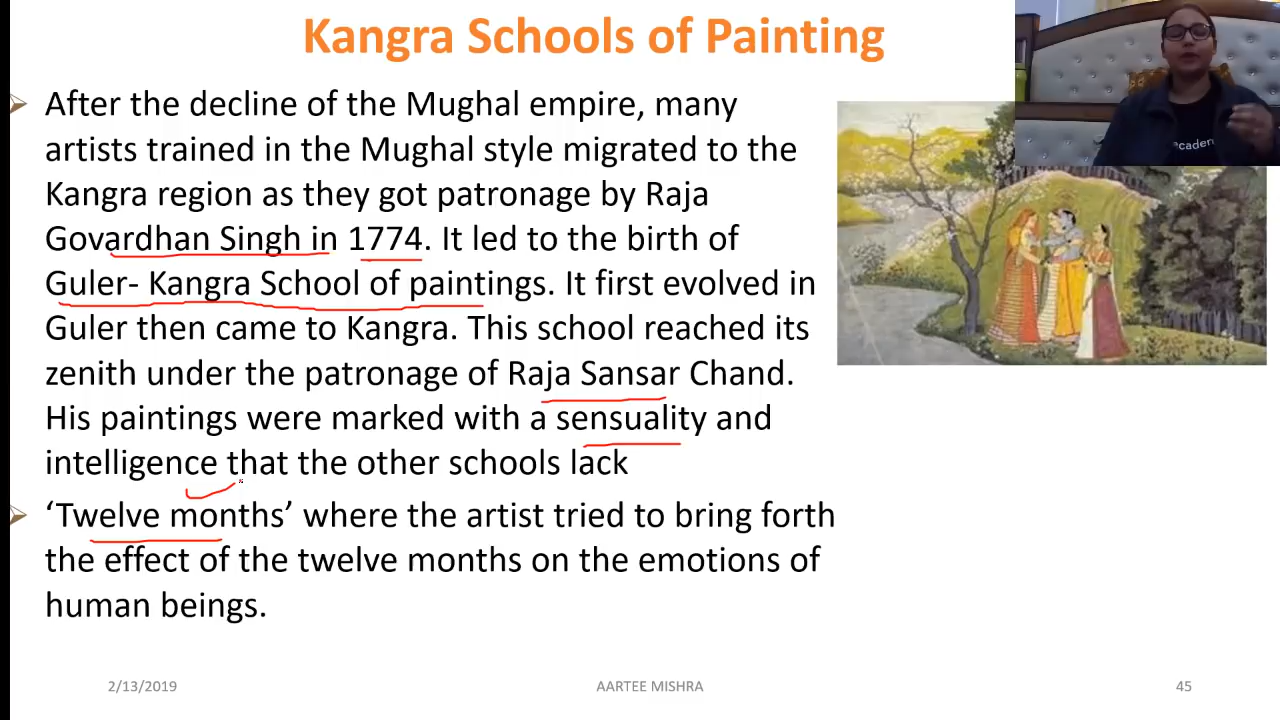 Kangra Schools of Painting
After the decline of the Mughal empire, many
artists trained in the Mughal style migrated to the
Kangra region as they got patronage by Raja
Govardhan Singh in 1774. It led to the birth of
Guler- Kangra School of paintings. It first evolved in
Guler then came to Kangra. This school reached its
zenith under the patronage of Raja Sansar Chand.
His paintings were marked with a sensuality and
intelligence that the other schools lack
‘Twelve months’ where the artist tried to bring forth
the effect of the twelve months on the emotions of
human beings.
2/13/2019
AARTEE MISHRA
45